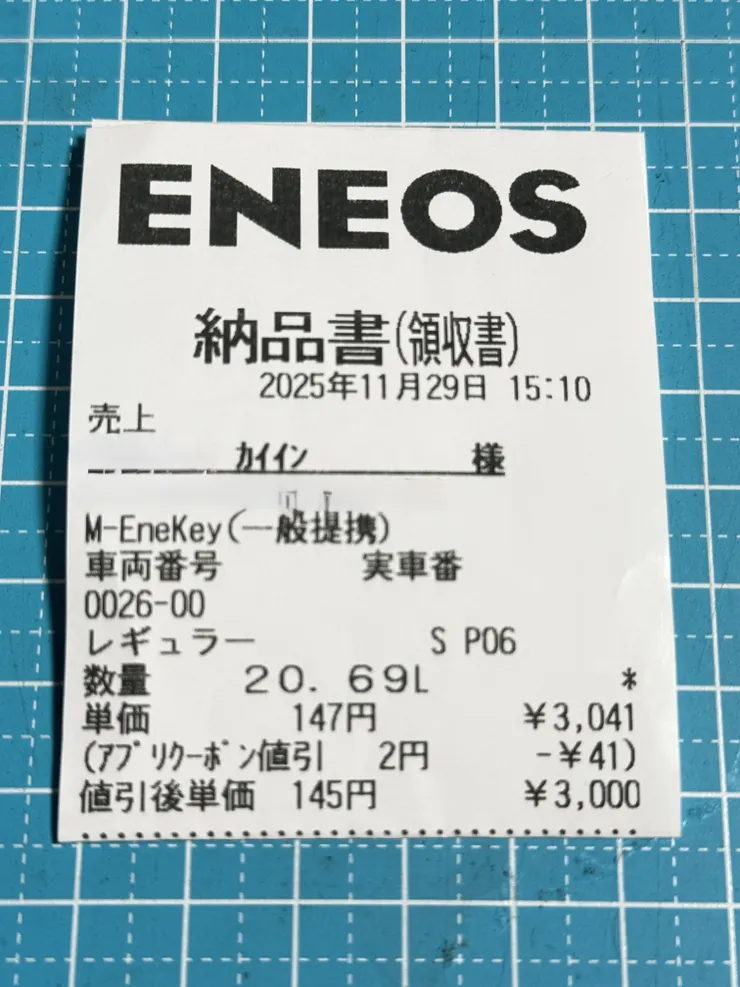 ENEOS
納品書(領収書)
2025年11月29日 15:10
売上
カイイン 様
M-EneKey(一般提携)
車両番号 実車番
0026-00
レギュラー S P06
数量 20.69L *
単価 147円 ¥3,041
(アプリクーポン値引 2円 -¥41)
値引後単価 145円 ¥3,000